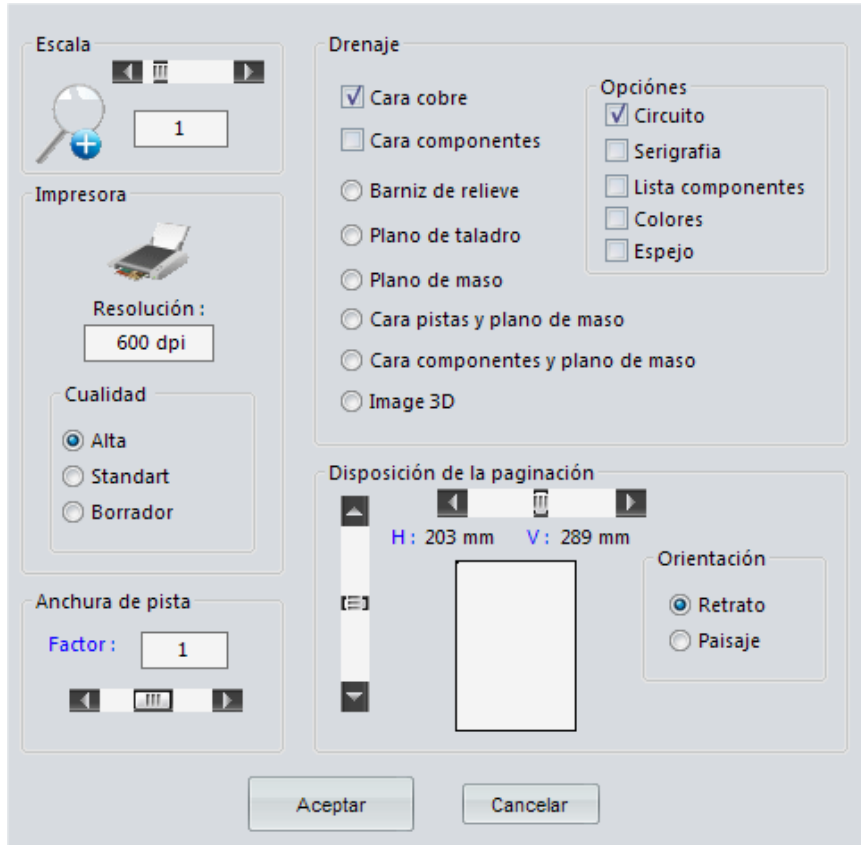 Escala
1
Impresora
Resolución :
600 dpi
Cualidad
Alta
Standart
Borrador
Anchura de pista
Factor :
1
Drenaje
Cara cobre
Cara componentes
Barniz de relieve
Plano de taladro
Plano de maso
Cara pistas y plano de maso
Cara componentes y plano de maso
Image 3D
Opciónes
Circuito
Serigrafia
Lista componentes
Colores
Espejo
Disposición de la paginación
H : 203 mm V : 289 mm
Orientación
Retrato
Paisaje
Aceptar
Cancelar